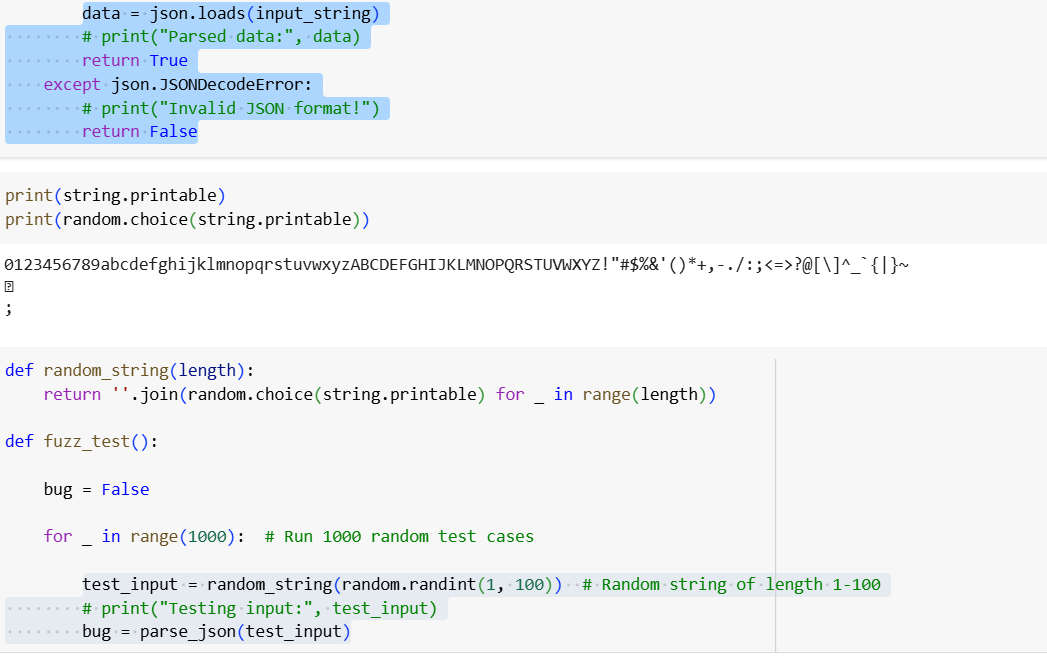 data = json.loads(input_string)
        # print("Parsed data:", data)
        return True
    except json.JSONDecodeError:
        # print("Invalid JSON format!")
        return False
print(string.printable)
print(random.choice(string.printable))
0123456789abcdefghijklmnopqrstuvwxyzABCDEFGHIJKLMNOPQRSTUVWXYZ!"#$%&'()*+,-./:;<=>?@[\]^_`{|}~
;
def random_string(length):
    return ''.join(random.choice(string.printable) for _ in range(length))
def fuzz_test():
    bug = False
    for _ in range(1000):  # Run 1000 random test cases
        test_input = random_string(random.randint(1, 100))  # Random string of length 1-100
        # print("Testing input:", test_input)
        bug = parse_json(test_input)